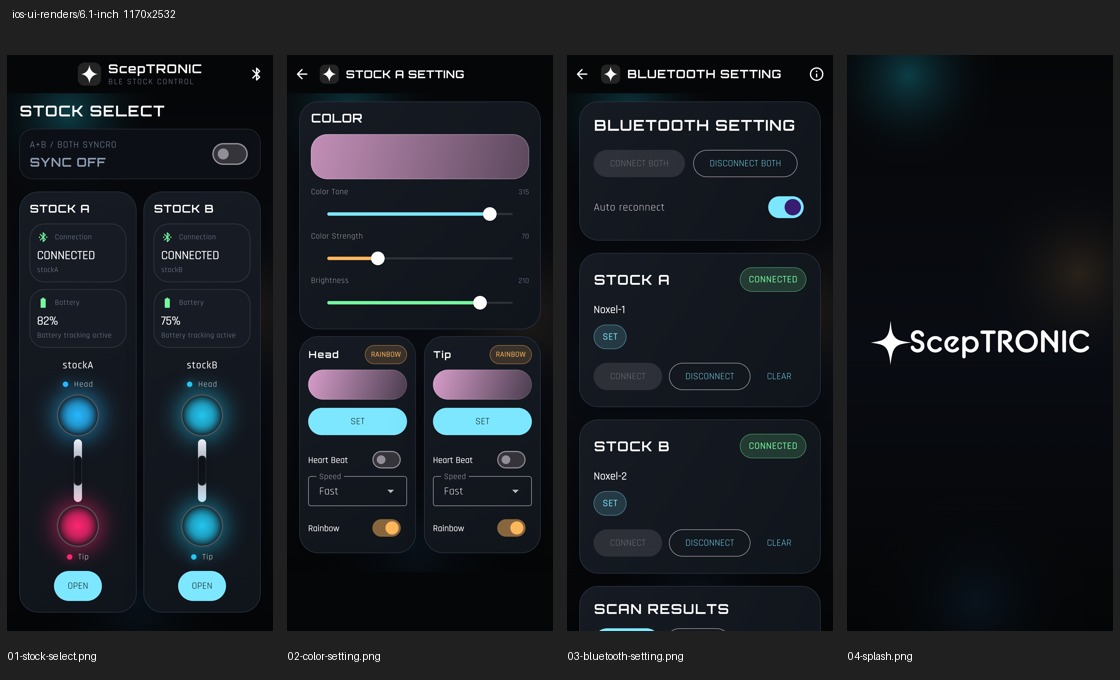 ios-ui-renders/6.1-inch 1170x2532
ScepTRONIC
BLE STOCK CONTROL
STOCK SELECT
A+B / BOTH SYNCRO
SYNC OFF
STOCK A
Connection
CONNECTED
stockA
Battery
82%
Battery tracking active
stockA
Head
Tip
OPEN
STOCK B
Connection
CONNECTED
stockB
Battery
75%
Battery tracking active
stockB
Head
Tip
OPEN
01-stock-select.png
STOCK A SETTING
COLOR
Color Tone 315
Color Strength 70
Brightness 210
Head RAINBOW
SET
Heart Beat
Speed
Fast
Rainbow
Tip RAINBOW
SET
Heart Beat
Speed
Fast
Rainbow
02-color-setting.png
BLUETOOTH SETTING
BLUETOOTH SETTING
CONNECT BOTH DISCONNECT BOTH
Auto reconnect
STOCK A CONNECTED
Noxel-1
SET
CONNECT DISCONNECT CLEAR
STOCK B CONNECTED
Noxel-2
SET
CONNECT DISCONNECT CLEAR
SCAN RESULTS
03-bluetooth-setting.png
ScepTRONIC
04-splash.png